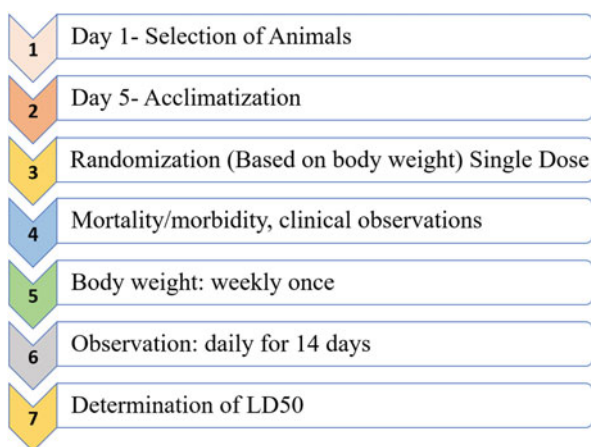 1 Day 1- Selection of Animals
2 Day 5- Acclimatization
3 Randomization (Based on body weight) Single Dose
4 Mortality/morbidity, clinical observations
5 Body weight: weekly once
6 Observation: daily for 14 days
7 Determination of LD50